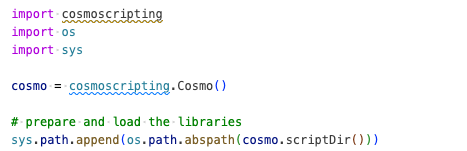 import cosmoscripting
import os
import sys

cosmo = cosmoscripting.Cosmo()

# prepare and load the libraries
sys.path.append(os.path.abspath(cosmo.scriptDir()))